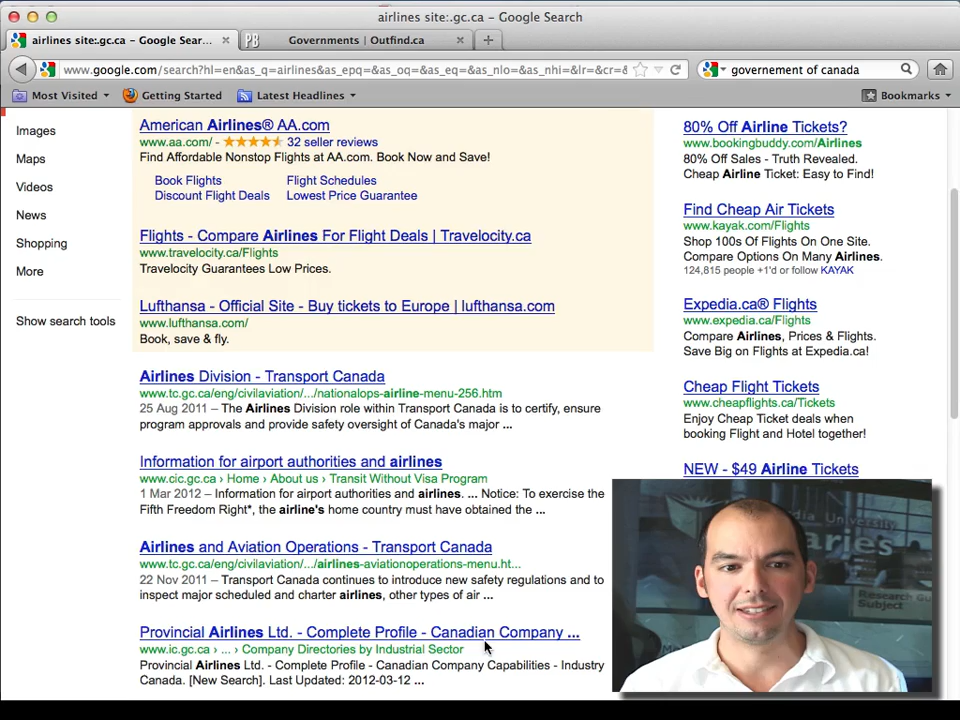 airlines site:.gc.ca - Google Search
airlines site:.gc.ca - Google Sear...
Governments | Outfind.ca
www.google.com/search?hl=en&as_q=airlines&as_epq=&as_oq=&as_eq=&as_nlo=&as_nhi=&lr=&cr=&
governement of canada
Most Visited
Getting Started
Latest Headlines
Bookmarks
Images
Maps
Videos
News
Shopping
More
Show search tools
American Airlines® AA.com
www.aa.com/ - 32 seller reviews
Find Affordable Nonstop Flights at AA.com. Book Now and Save!
Book Flights
Flight Schedules
Discount Flight Deals
Lowest Price Guarantee
Flights - Compare Airlines For Flight Deals | Travelocity.ca
www.travelocity.ca/Flights
Travelocity Guarantees Low Prices.
Lufthansa - Official Site - Buy tickets to Europe | lufthansa.com
www.lufthansa.com/
Book, save & fly.
Airlines Division - Transport Canada
www.tc.gc.ca/eng/civilaviation/.../nationalops-airline-menu-256.htm
25 Aug 2011 – The Airlines Division role within Transport Canada is to certify, ensure
program approvals and provide safety oversight of Canada's major ...
Information for airport authorities and airlines
www.cic.gc.ca › Home › About us › Transit Without Visa Program
1 Mar 2012 – Information for airport authorities and airlines. ... Notice: To exercise the
Fifth Freedom Right*, the airline's home country must have obtained the ...
Airlines and Aviation Operations - Transport Canada
www.tc.gc.ca/eng/civilaviation/.../airlines-aviationoperations-menu.ht...
22 Nov 2011 – Transport Canada continues to introduce new safety regulations and to
inspect major scheduled and charter airlines, other types of air ...
Provincial Airlines Ltd. - Complete Profile - Canadian Company ...
www.ic.gc.ca › ... › Company Directories by Industrial Sector
Provincial Airlines Ltd. - Complete Profile - Canadian Company Capabilities - Industry
Canada. [New Search]. Last Updated: 2012-03-12 ...
80% Off Airline Tickets?
www.bookingbuddy.com/Airlines
80% Off Sales - Truth Revealed.
Cheap Airline Ticket: Easy to Find!
Find Cheap Air Tickets
www.kayak.com/Flights
Shop 100s Of Flights On One Site.
Compare Options On Many Airlines.
124,815 people +1'd or follow KAYAK
Expedia.ca® Flights
www.expedia.ca/Flights
Compare Airlines, Prices & Flights.
Save Big on Flights at Expedia.ca!
Cheap Flight Tickets
www.cheapflights.ca/Tickets
Enjoy Cheap Ticket deals when
booking Flight and Hotel together!
NEW - $49 Airline Tickets
University
Subject